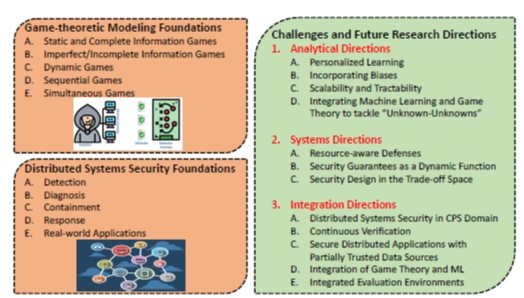 Game-theoretic Modeling Foundations
A. Static and Complete Information Games
B. Imperfect/Incomplete Information Games
C. Dynamic Games
D. Sequential Games
E. Simultaneous Games
Distributed Systems Security Foundations
A. Detection
B. Diagnosis
C. Containment
D. Response
E. Real-world Applications
Challenges and Future Research Directions
1. Analytical Directions
A. Personalized Learning
B. Incorporating Biases
C. Scalability and Tractability
D. Integrating Machine Learning and Game
Theory to tackle “Unknown-Unknowns”
2. Systems Directions
A. Resource-aware Defenses
B. Security Guarantees as a Dynamic Function
C. Security Design in the Trade-off Space
3. Integration Directions
A. Distributed Systems Security in CPS Domain
B. Continuous Verification
C. Secure Distributed Applications with
Partially Trusted Data Sources
D. Integration of Game Theory and ML
E. Integrated Evaluation Environments